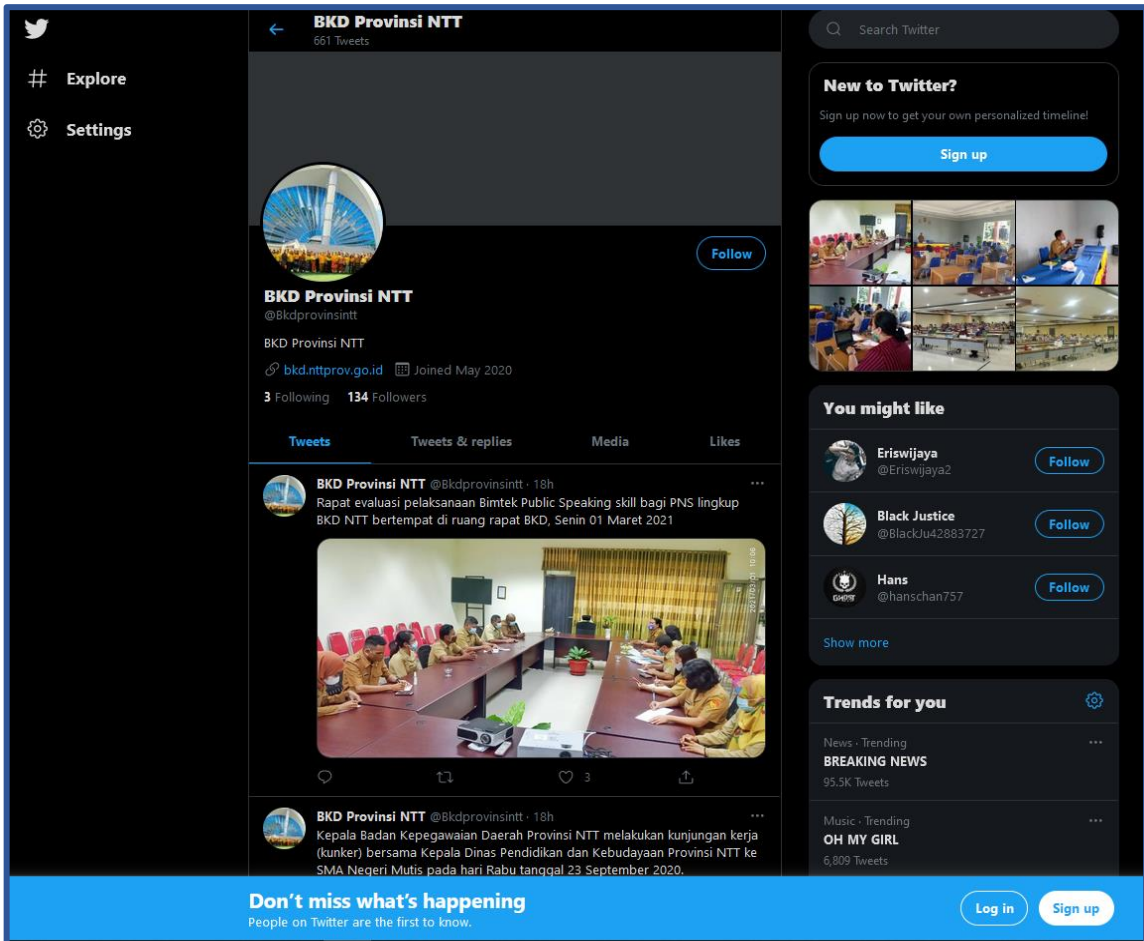 BKD Provinsi NTT
661 Tweets
Explore
Settings
Follow
BKD Provinsi NTT
@Bkdprovinsintt
BKD Provinsi NTT
bkd.nttprov.go.id Joined May 2020
3 Following 134 Followers
Tweets Tweets & replies Media Likes
BKD Provinsi NTT @Bkdprovinsintt · 18h
Rapat evaluasi pelaksanaan Bimtek Public Speaking skill bagi PNS lingkup
BKD NTT bertempat di ruang rapat BKD, Senin 01 Maret 2021
2021/03/01 10:06
3
BKD Provinsi NTT @Bkdprovinsintt · 18h
Kepala Badan Kepegawaian Daerah Provinsi NTT melakukan kunjungan kerja
(kunker) bersama Kepala Dinas Pendidikan dan Kebudayaan Provinsi NTT ke
SMA Negeri Mutis pada hari Rabu tanggal 23 September 2020.
Search Twitter
New to Twitter?
Sign up now to get your own personalized timeline!
Sign up
You might like
Eriswijaya
@Eriswijaya2
Follow
Black Justice
@BlackJu42883727
Follow
GHOST
Hans
@hanschan757
Follow
Show more
Trends for you
News · Trending
BREAKING NEWS
95.5K Tweets
Music · Trending
OH MY GIRL
6,809 Tweets
Don't miss what's happening
People on Twitter are the first to know.
Log in
Sign up